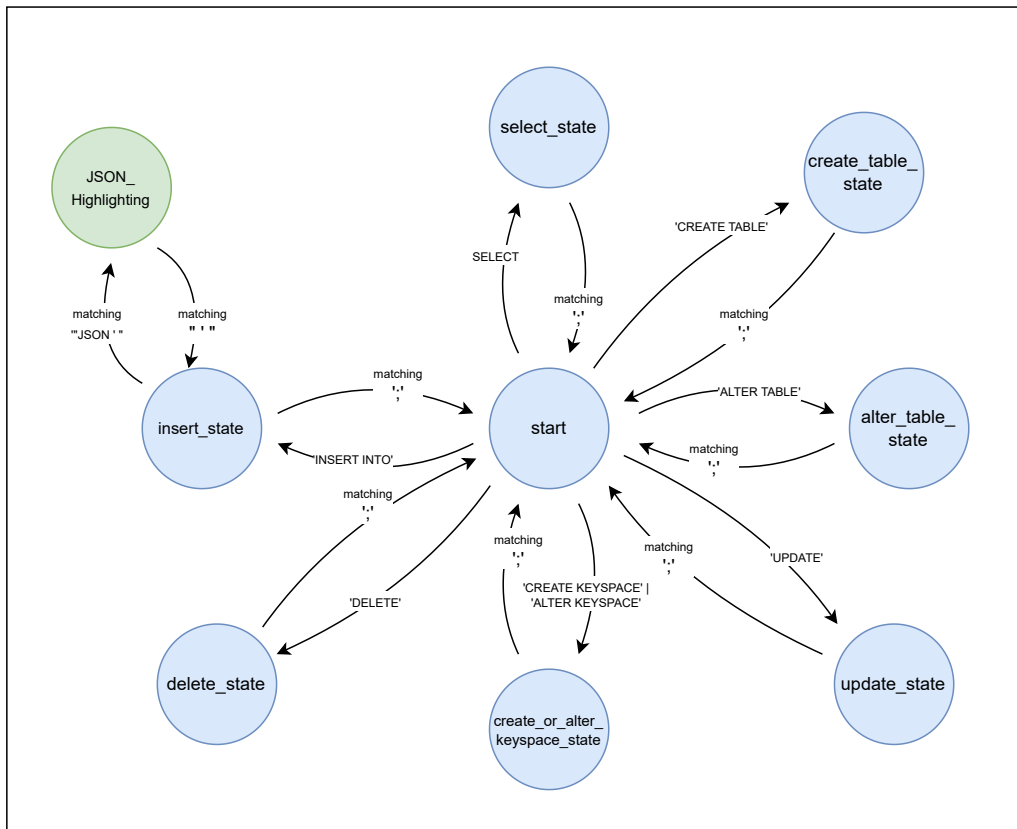 select_state
create_table_
state
JSON_
Highlighting
'CREATE TABLE'
SELECT
matching
';'
matching
'"JSON ' "
matching
" ' "
matching
';'
matching
';'
'ALTER TABLE'
insert_state
start
alter_table_
state
'INSERT INTO'
matching
';'
matching
';'
matching
';'
matching
';'
'UPDATE'
'DELETE'
'CREATE KEYSPACE' |
'ALTER KEYSPACE'
delete_state
create_or_alter_
keyspace_state
update_state